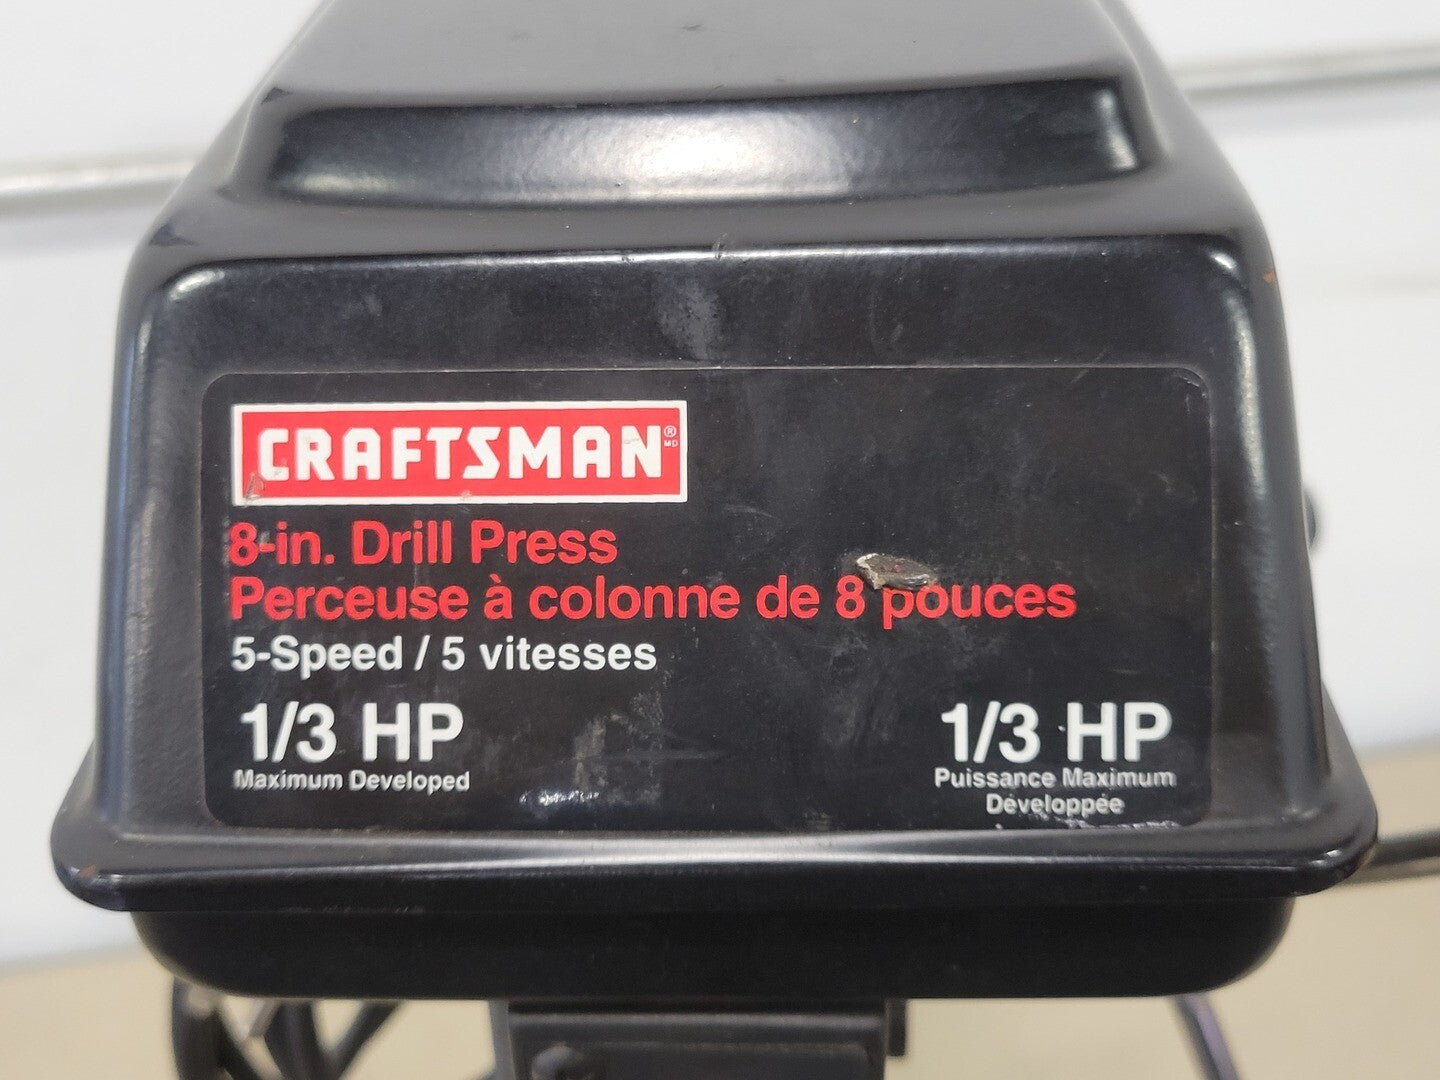 CRAFTSMAN® MD
8-in. Drill Press
Perceuse à colonne de 8 pouces
5-Speed / 5 vitesses
1/3 HP
Maximum Developed
1/3 HP
Puissance Maximum
Développée